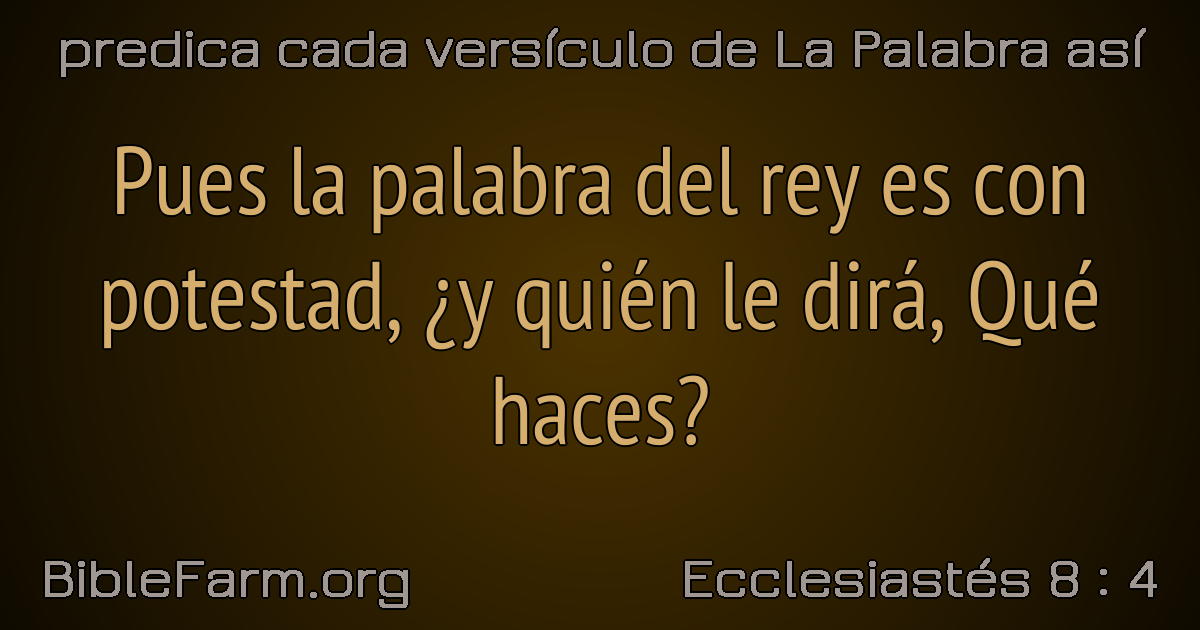 predica cada versículo de La Palabra así
Pues la palabra del rey es con
potestad, ¿y quién le dirá, Qué
haces?
BibleFarm.org
Ecclesiastés 8 : 4